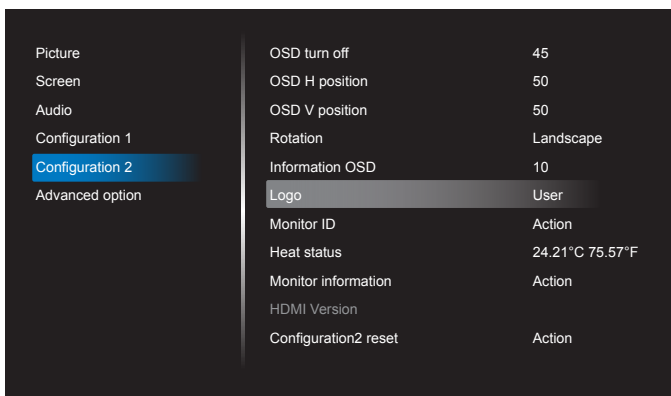 Picture
Screen
Audio
Configuration 1
Configuration 2
Advanced option
OSD turn off 45
OSD H position 50
OSD V position 50
Rotation Landscape
Information OSD 10
Logo User
Monitor ID Action
Heat status 24.21°C 75.57°F
Monitor information Action
HDMI Version
Configuration2 reset Action